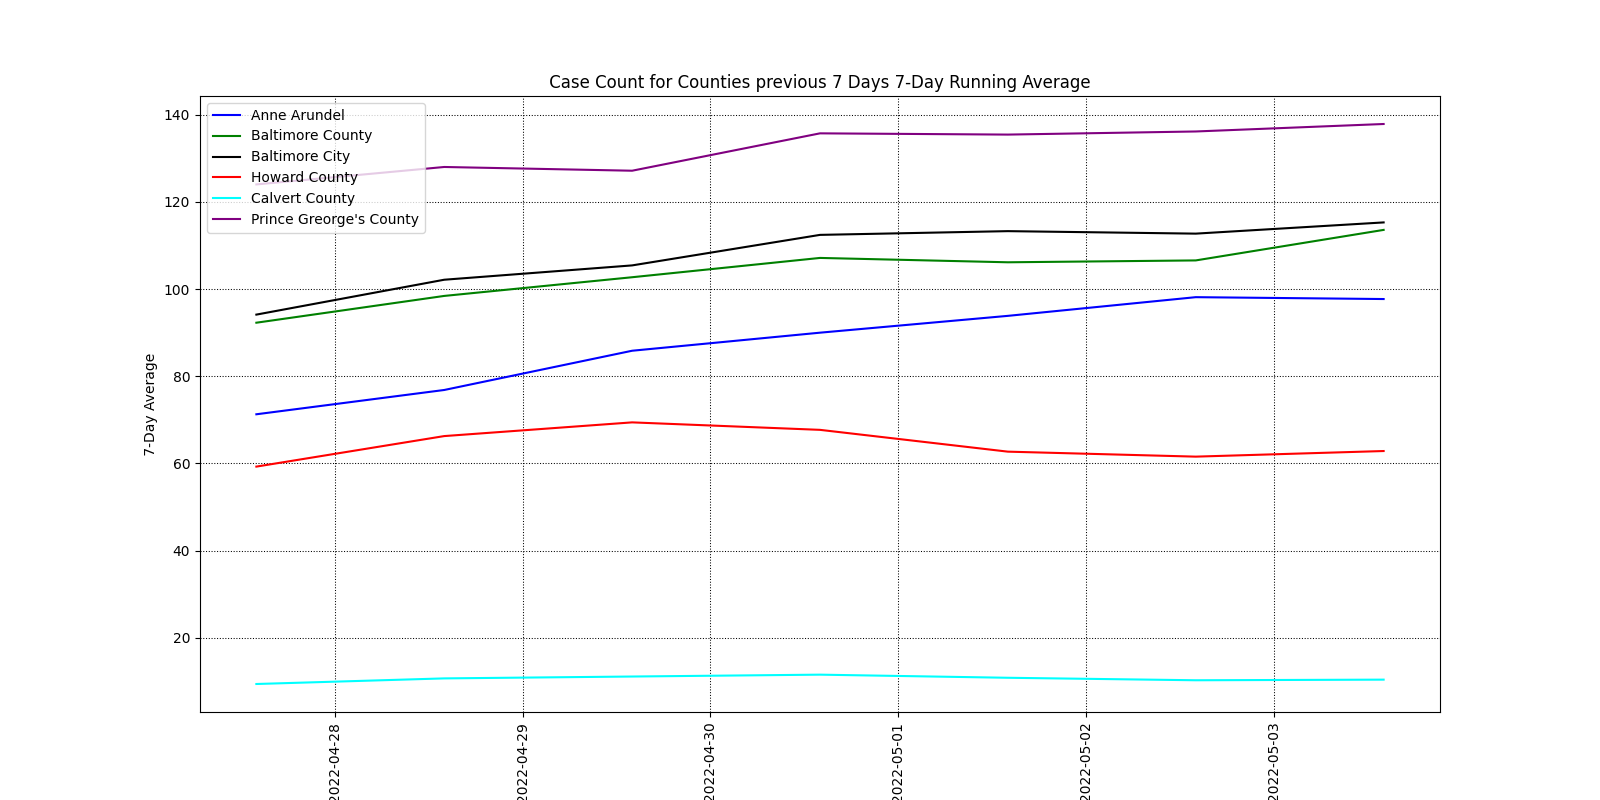 Case Count for Counties previous 7 Days 7-Day Running Average
Anne Arundel
Baltimore County
Baltimore City
Howard County
Calvert County
Prince Greorge's County
7-Day Average
140
120
100
80
60
40
20
2022-04-28
2022-04-29
2022-04-30
2022-05-01
2022-05-02
2022-05-03